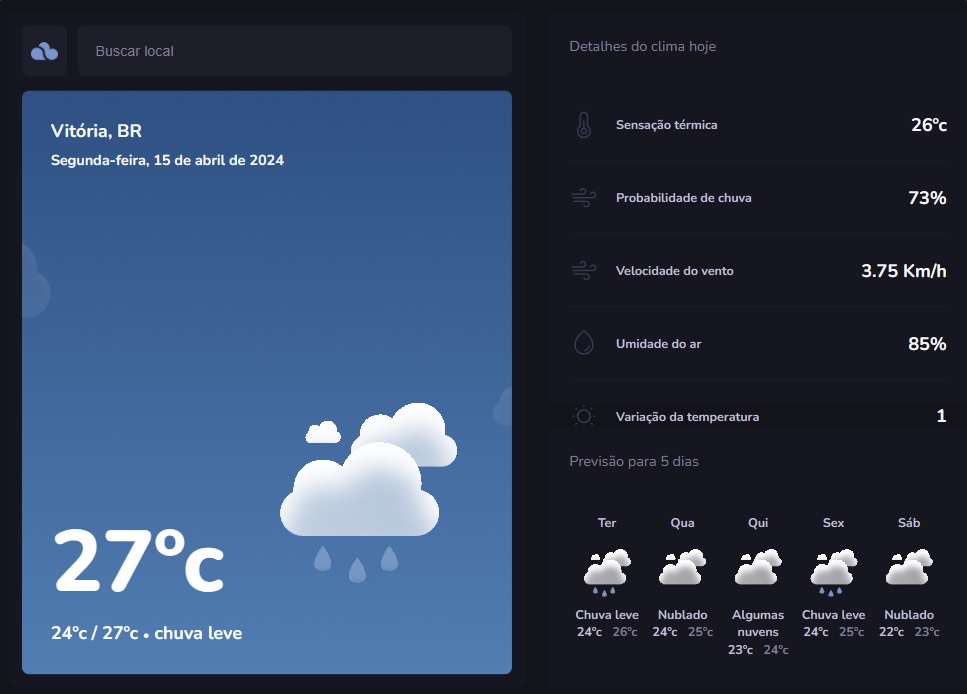 Buscar local
Vitória, BR
Segunda-feira, 15 de abril de 2024
27ºc
24ºc / 27ºc • chuva leve
Detalhes do clima hoje
Sensação térmica 26ºc
Probabilidade de chuva 73%
Velocidade do vento 3.75 Km/h
Umidade do ar 85%
Variação da temperatura 1
Previsão para 5 dias
Ter Qua Qui Sex Sáb
Chuva leve Nublado Algumas nuvens Chuva leve Nublado
24ºc 26ºc 24ºc 25ºc 23ºc 24ºc 24ºc 25ºc 22ºc 23ºc